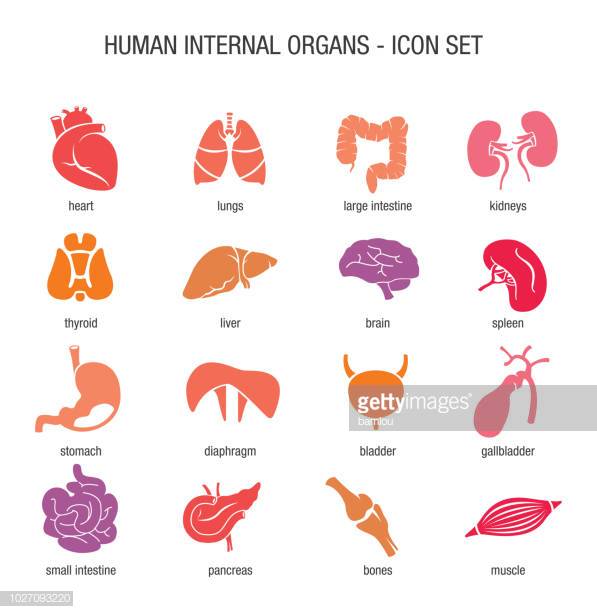 HUMAN INTERNAL ORGANS - ICON SET
heart lungs large intestine kidneys
thyroid liver brain spleen
stomach diaphragm bladder gallbladder
gettyimages
bamlou
small intestine pancreas bones muscle
1027093220